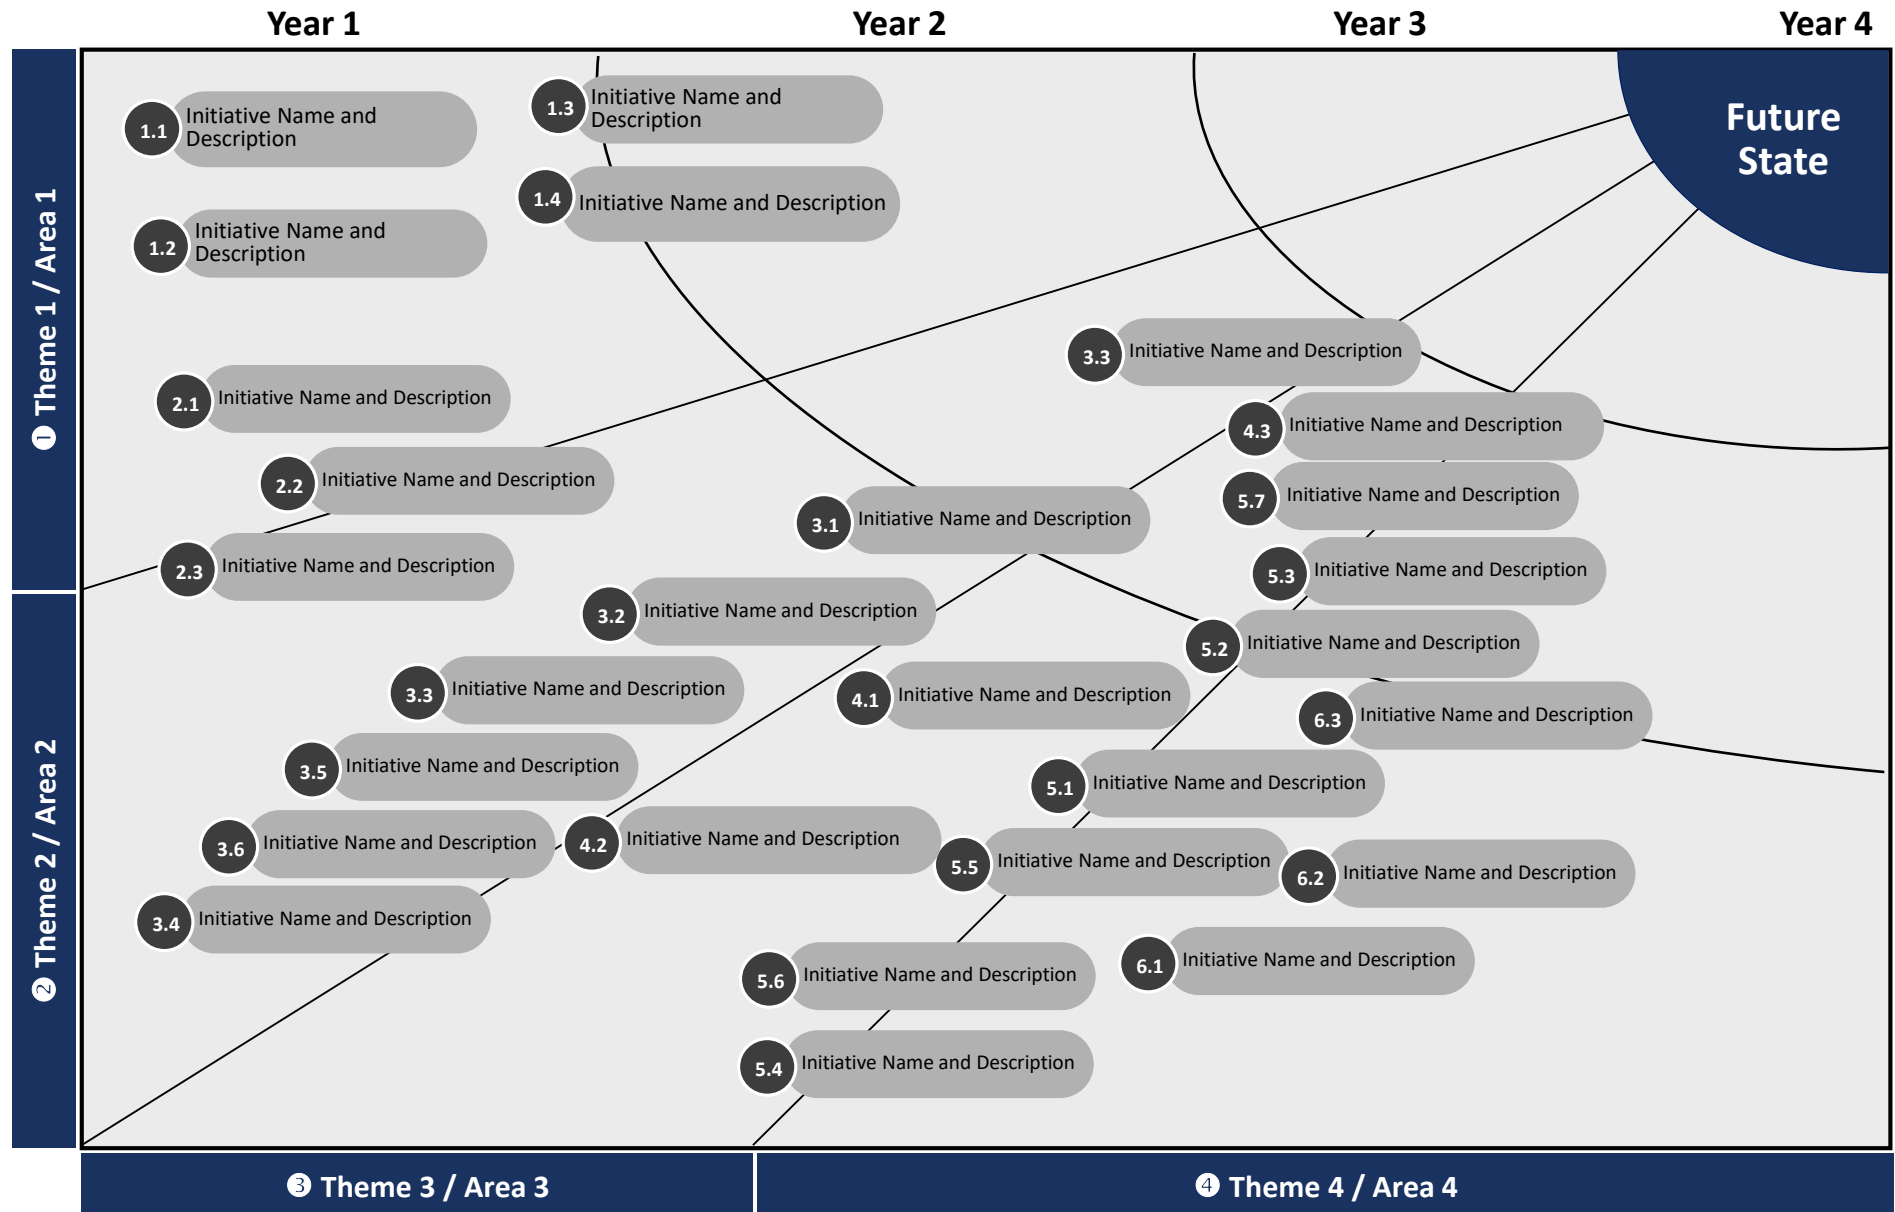 Year 1
Year 2
Year 3
Year 4
Future
State
❶ Theme 1 / Area 1
❷ Theme 2 / Area 2
1.1
Initiative Name and
Description
1.3
Initiative Name and
Description
1.4
Initiative Name and Description
1.2
Initiative Name and
Description
3.3
Initiative Name and Description
2.1
Initiative Name and Description
4.3
Initiative Name and Description
2.2
Initiative Name and Description
5.7
Initiative Name and Description
3.1
Initiative Name and Description
2.3
Initiative Name and Description
5.3
Initiative Name and Description
3.2
Initiative Name and Description
5.2
Initiative Name and Description
3.3
Initiative Name and Description
4.1
Initiative Name and Description
6.3
Initiative Name and Description
3.5
Initiative Name and Description
5.1
Initiative Name and Description
3.6
Initiative Name and Description
4.2
Initiative Name and Description
5.5
Initiative Name and Description
6.2
Initiative Name and Description
3.4
Initiative Name and Description
6.1
Initiative Name and Description
5.6
Initiative Name and Description
5.4
Initiative Name and Description
❸ Theme 3 / Area 3
❹ Theme 4 / Area 4